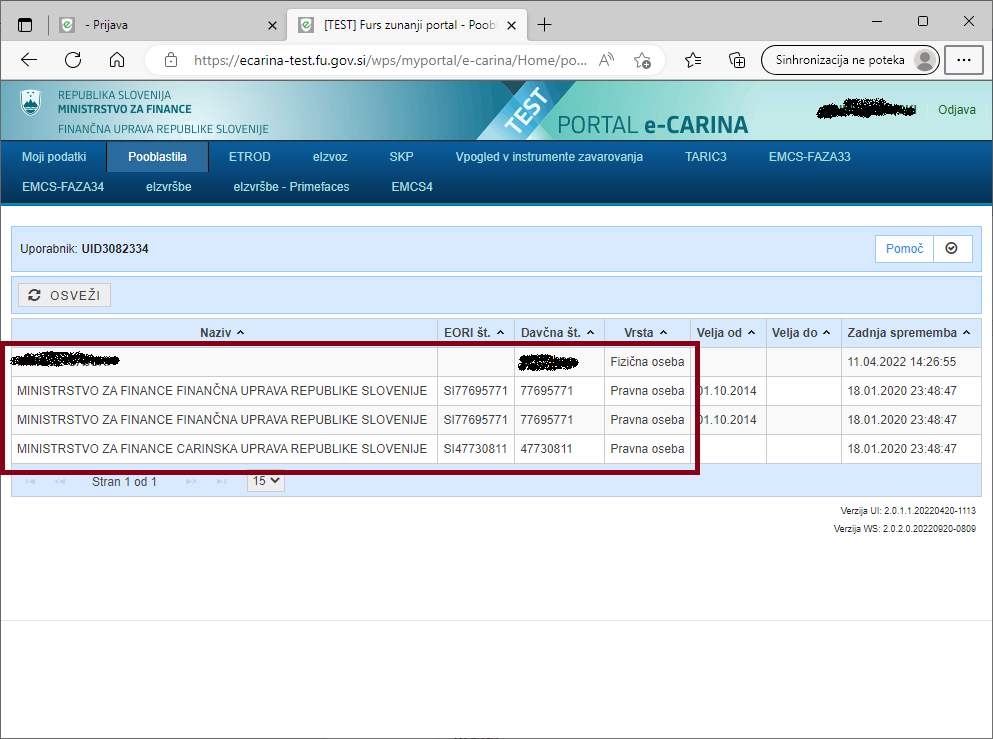 - Prijava
[TEST] Furs zunanji portal - Poobl
https://ecarina-test.fu.gov.si/wps/myportal/e-carina/Home/po...
Sinhronizacija ne poteka
REPUBLIKA SLOVENIJA
MINISTRSTVO ZA FINANCE
FINANČNA UPRAVA REPUBLIKE SLOVENIJE
TEST
PORTAL e-CARINA
Odjava
Moji podatki Pooblastila ETROD eIzvoz SKP Vpogled v instrumente zavarovanja TARIC3 EMCS-FAZA33
EMCS-FAZA34 eIzvršbe eIzvršbe - Primefaces EMCS4
Uporabnik: UID3082334 Pomoč
OSVEŽI
Naziv EORI št. Davčna št. Vrsta Velja od Velja do Zadnja sprememba
Fizična oseba 11.04.2022 14:26:55
MINISTRSTVO ZA FINANCE FINANČNA UPRAVA REPUBLIKE SLOVENIJE SI77695771 77695771 Pravna oseba 01.10.2014 18.01.2020 23:48:47
MINISTRSTVO ZA FINANCE FINANČNA UPRAVA REPUBLIKE SLOVENIJE SI77695771 77695771 Pravna oseba 01.10.2014 18.01.2020 23:48:47
MINISTRSTVO ZA FINANCE CARINSKA UPRAVA REPUBLIKE SLOVENIJE SI47730811 47730811 Pravna oseba 18.01.2020 23:48:47
Stran 1 od 1 15
Verzija UI: 2.0.1.1.20220420-1113
Verzija WS: 2.0.2.0.20220920-0809